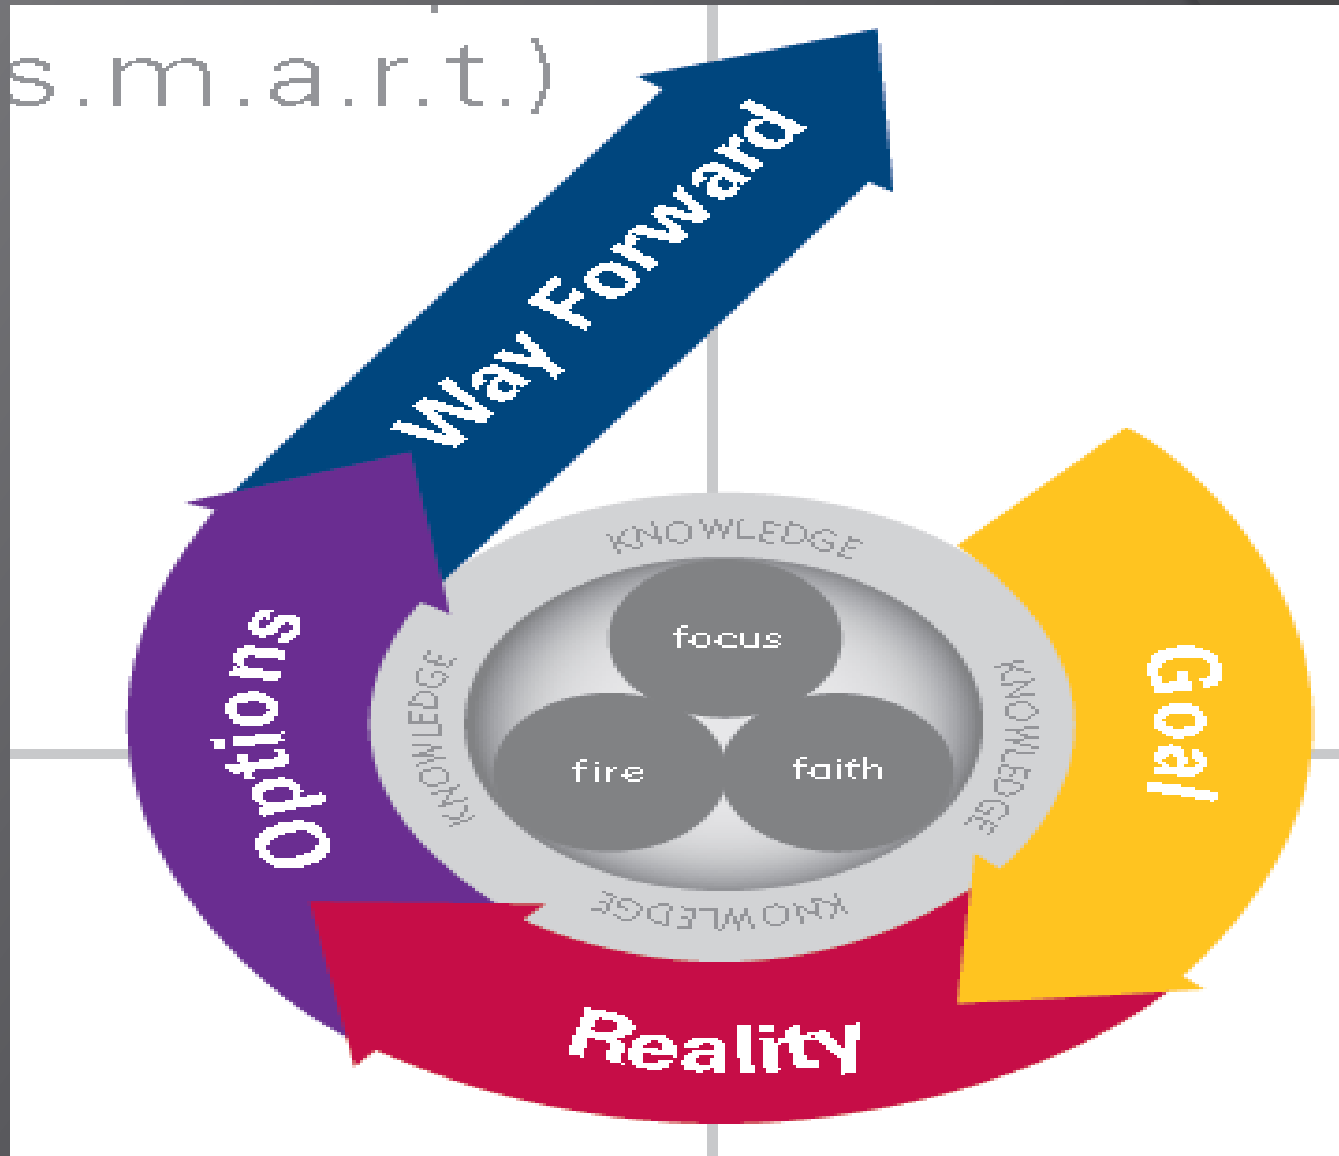 s.m.a.r.t.)
Way Forward
KNOWLEDGE
focus
Options
KNOWLEDGE
KNOWLEDGE
Goal
fire
faith
KNOWLEDGE
Reality